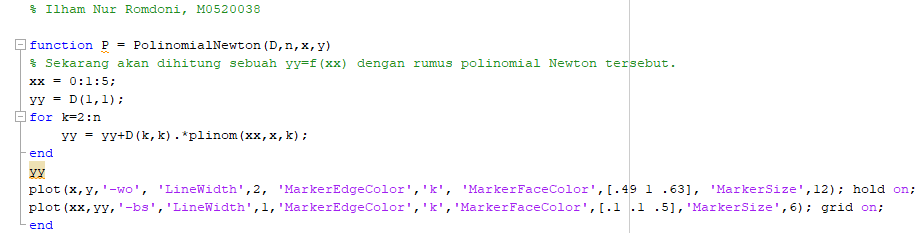 % Ilham Nur Romdoni, M0520038
function P = PolinomialNewton(D,n,x,y)
% Sekarang akan dihitung sebuah yy=f(xx) dengan rumus polinomial Newton tersebut.
xx = 0:1:5;
yy = D(1,1);
for k=2:n
yy = yy+D(k,k).*plinom(xx,x,k);
end
yy
plot(x,y,'-wo', 'LineWidth',2, 'MarkerEdgeColor','k', 'MarkerFaceColor',[.49 1 .63], 'MarkerSize',12); hold on;
plot(xx,yy,'-bs','LineWidth',1,'MarkerEdgeColor','k','MarkerFaceColor',[.1 .1 .5],'MarkerSize',6); grid on;
end